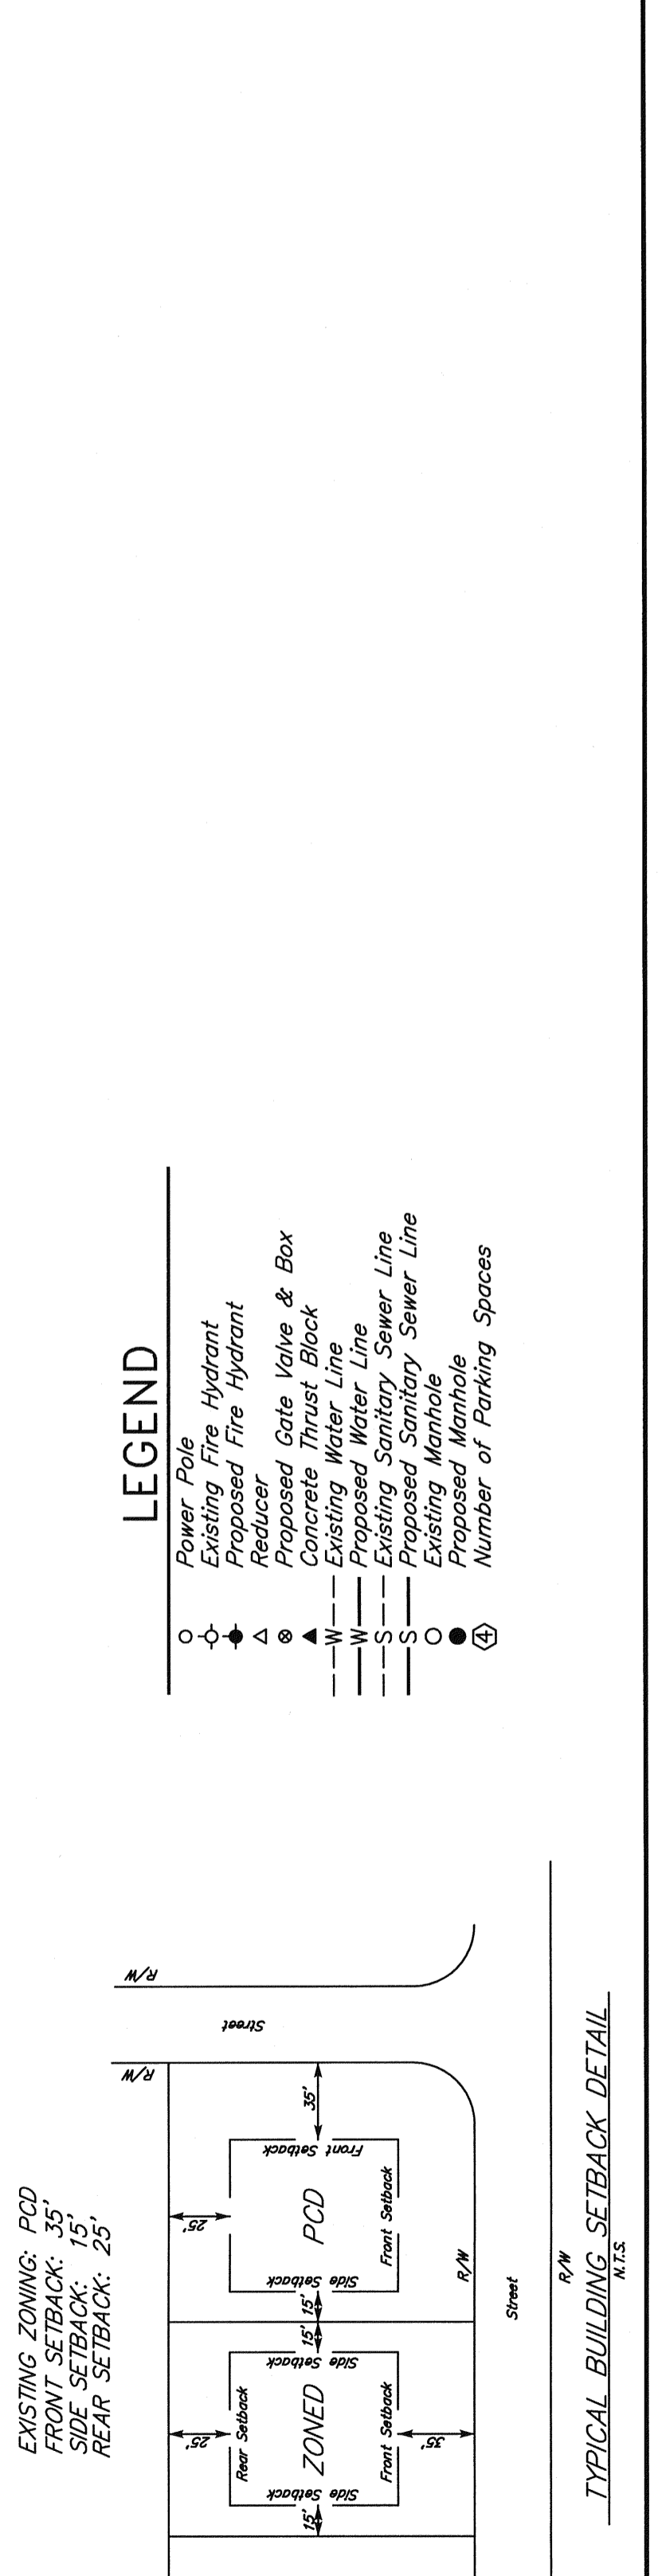 EXISTING ZONING: PCD
FRONT SETBACK: 35'
SIDE SETBACK: 15'
REAR SETBACK: 25'
R/W
R/W
Street
25'
25'
Rear Setback
15'
Side Setback
ZONED
Side Setback
15'
15'
Side Setback
PCD
Front Setback
35'
Front Setback
Front Setback
35'
R/W
Street
R/W
TYPICAL BUILDING SETBACK DETAIL
N.T.S.
LEGEND
Power Pole
Existing Fire Hydrant
Proposed Fire Hydrant
Reducer
Proposed Gate Valve & Box
Concrete Thrust Block
W Existing Water Line
W Proposed Water Line
S Existing Sanitary Sewer Line
S Proposed Sanitary Sewer Line
Existing Manhole
Proposed Manhole
4 Number of Parking Spaces